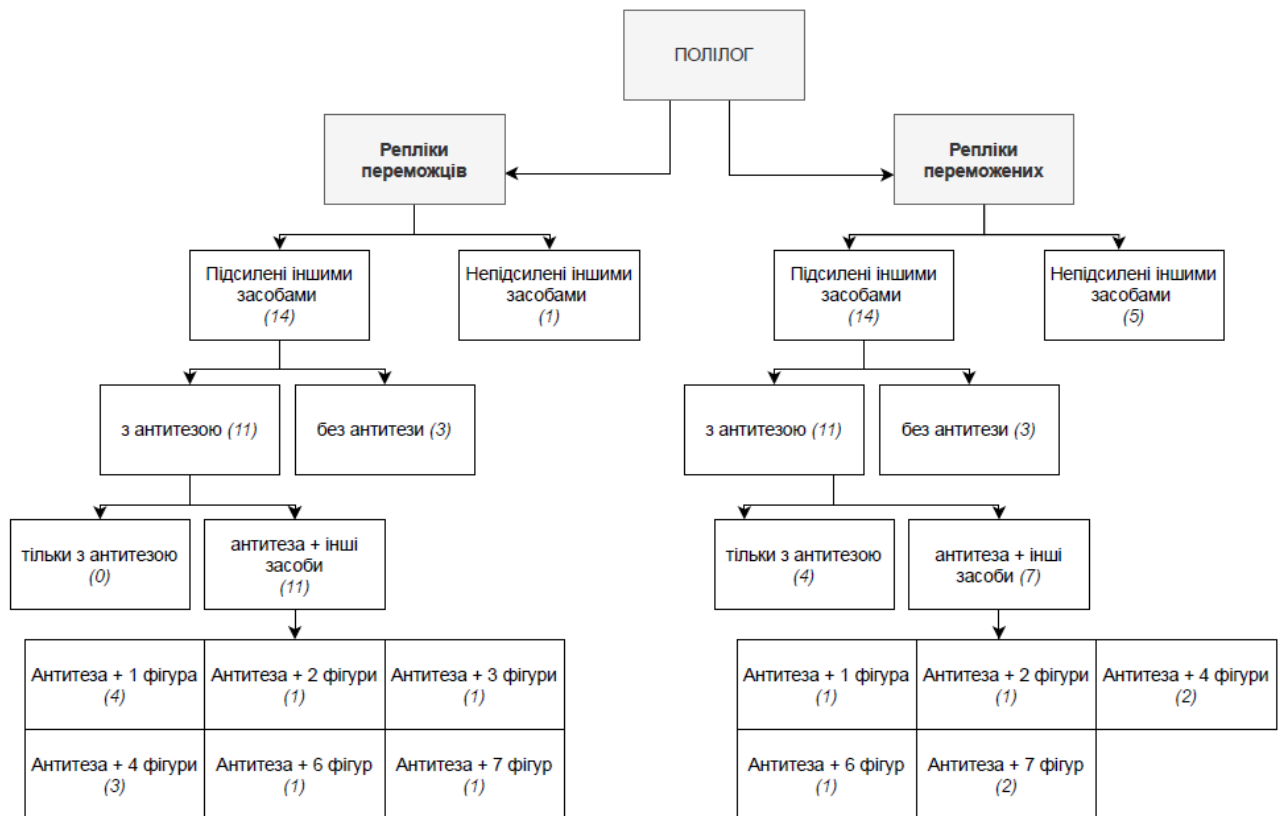 ПОЛІЛОГ
Репліки
переможців
Репліки
переможених
Підсилені іншими
засобами
(14)
Непідсилені іншими
засобами
(1)
Підсилені іншими
засобами
(14)
Непідсилені іншими
засобами
(5)
з антитезою (11)
без антитези (3)
з антитезою (11)
без антитези (3)
тільки з антитезою
(0)
антитеза + інші
засоби
(11)
тільки з антитезою
(4)
антитеза + інші
засоби (7)
Антитеза + 1 фігура
(4)
Антитеза + 2 фігури
(1)
Антитеза + 3 фігури
(1)
Антитеза + 4 фігури
(3)
Антитеза + 6 фігур
(1)
Антитеза + 7 фігур
(1)
Антитеза + 1 фігура
(1)
Антитеза + 2 фігури
(1)
Антитеза + 4 фігури
(2)
Антитеза + 6 фігур
(1)
Антитеза + 7 фігур
(2)